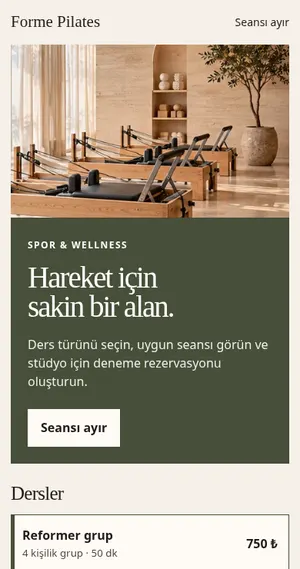 Forme Pilates
Seansı ayır
SPOR & WELLNESS
Hareket için
sakin bir alan.
Ders türünü seçin, uygun seansı görün ve
stüdyo için deneme rezervasyonu
oluşturun.
Seansı ayır
Dersler
Reformer grup
750 ₺
4 kişilik grup · 50 dk